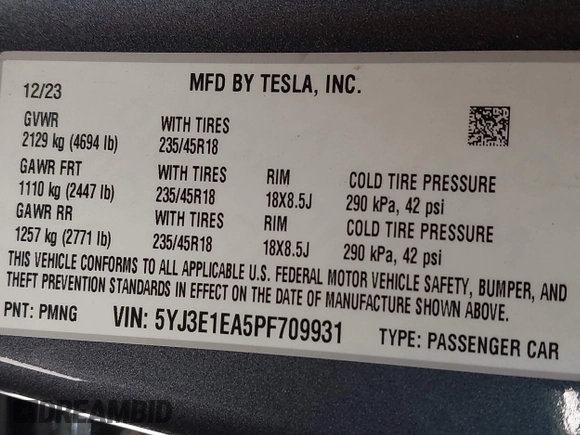 MFD BY TESLA, INC.
12/23
GVWR WITH TIRES
2129 kg (4694 lb) 235/45R18
GAWR FRT WITH TIRES RIM COLD TIRE PRESSURE
1110 kg (2447 lb) 235/45R18 18X8.5J 290 kPa, 42 psi
GAWR RR WITH TIRES RIM COLD TIRE PRESSURE
1257 kg (2771 lb) 235/45R18 18X8.5J 290 kPa, 42 psi
THIS VEHICLE CONFORMS TO ALL APPLICABLE U.S. FEDERAL MOTOR VEHICLE SAFETY, BUMPER, AND
THEFT PREVENTION STANDARDS IN EFFECT ON THE DATE OF MANUFACTURE SHOWN ABOVE.
PNT: PMNG VIN: 5YJ3E1EA5PF709931 TYPE: PASSENGER CAR
DREAMBID